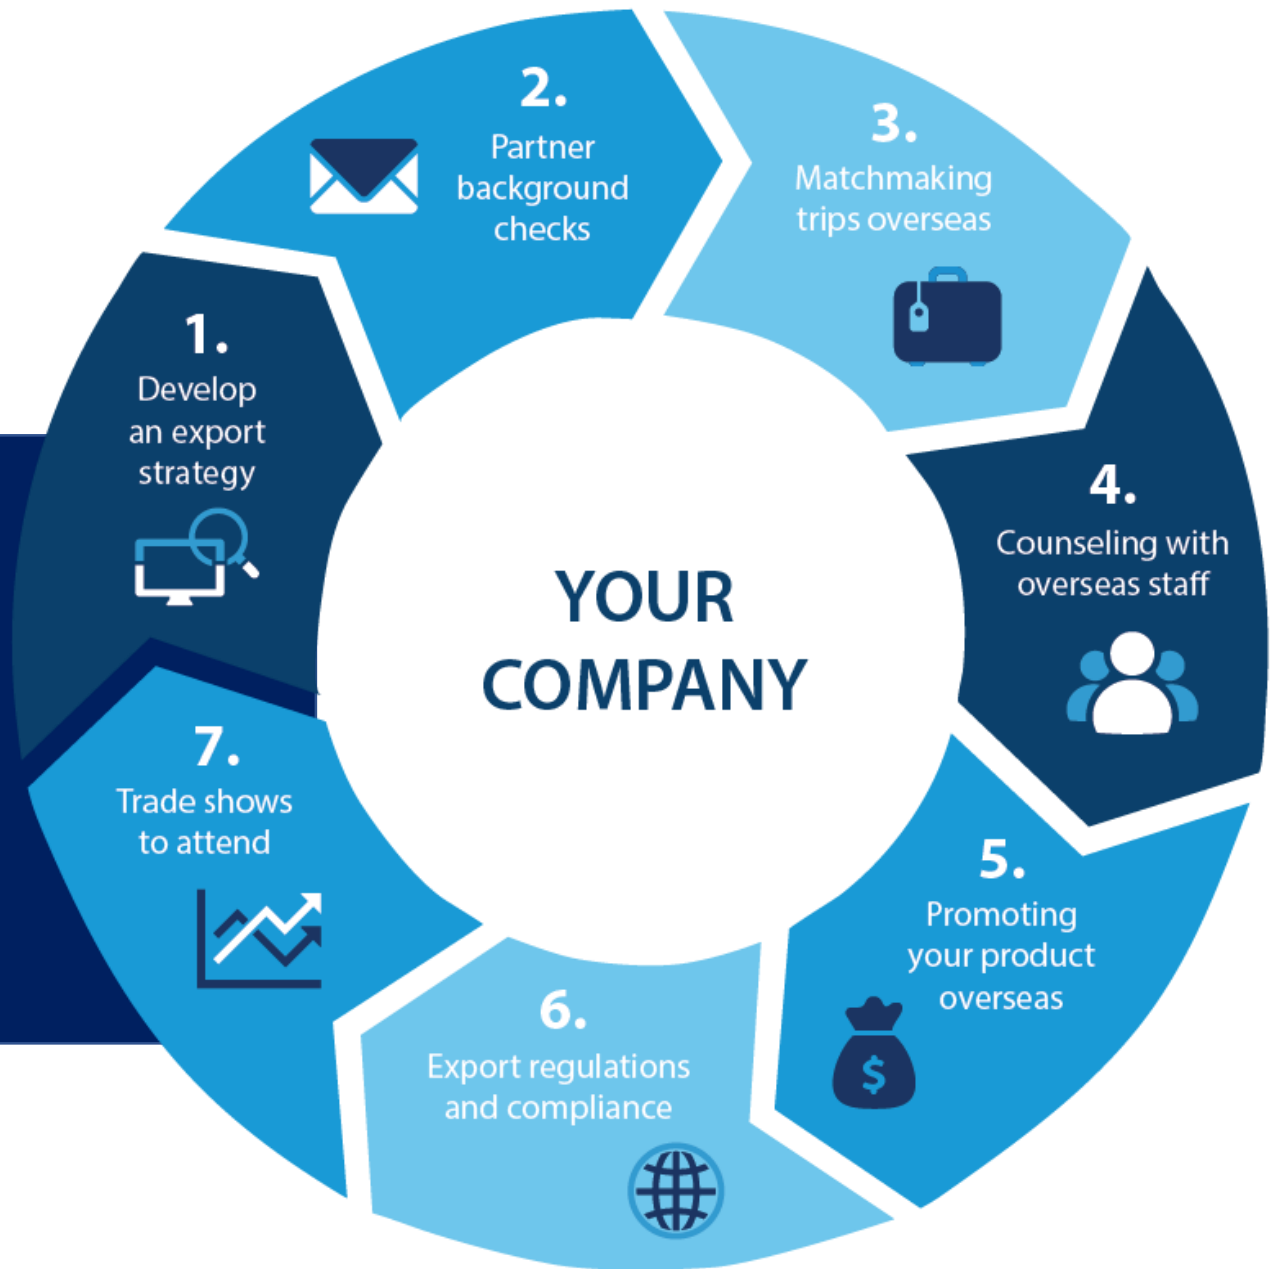 1.
Develop
an export
strategy
2.
Partner
background
checks
3.
Matchmaking
trips overseas
4.
Counseling with
overseas staff
5.
Promoting
your product
overseas
$
6.
Export regulations
and compliance
7.
Trade shows
to attend
YOUR
COMPANY